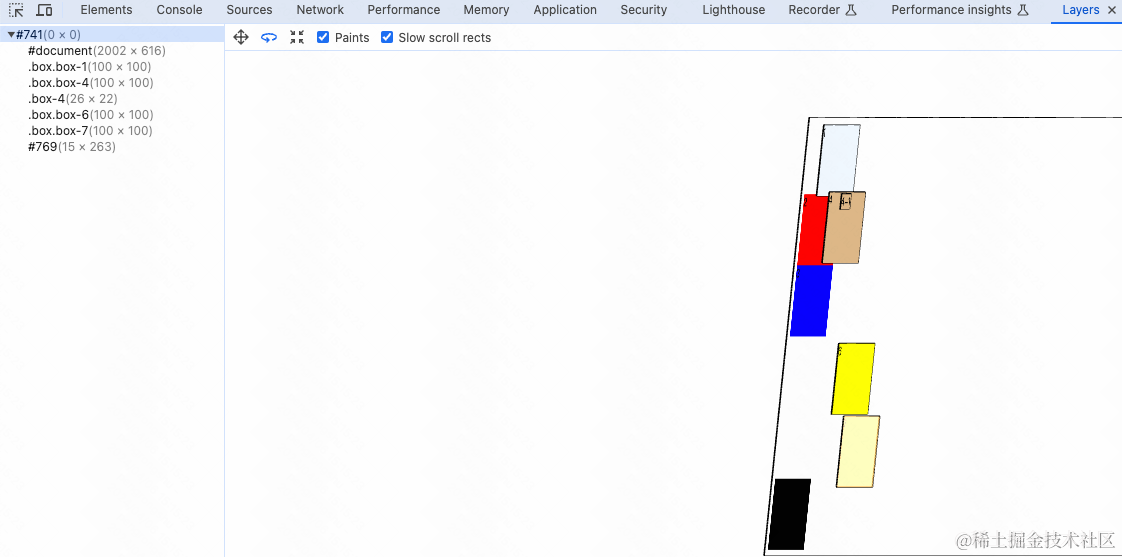 Elements Console Sources Network Performance Memory Application Security Lighthouse Recorder Performance insights Layers
#741(0 × 0)
Paints Slow scroll rects
#document(2002 × 616)
.box.box-1(100 × 100)
.box.box-4(100 × 100)
.box-4(26 × 22)
.box.box-6(100 × 100)
.box.box-7(100 × 100)
#769(15 × 263)
@稀土掘金技术社区